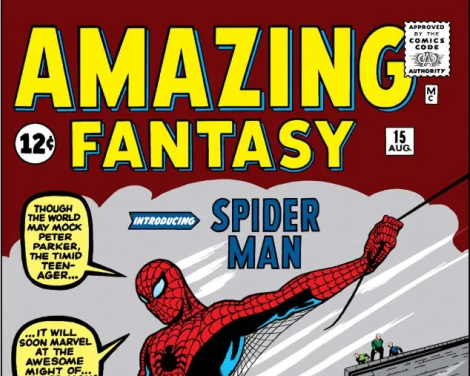 AMAZING
FANTASY
APPROVED
BY THE
COMICS
CODE
AUTHORITY
M
C
12¢
15
AUG.
INTRODUCING
SPIDER
MAN
THOUGH
THE WORLD
MAY MOCK
PETER
PARKER,
THE TIMID
TEEN-
AGER...
...IT WILL
SOON MARVEL
AT THE
AWESOME
MIGHT OF...